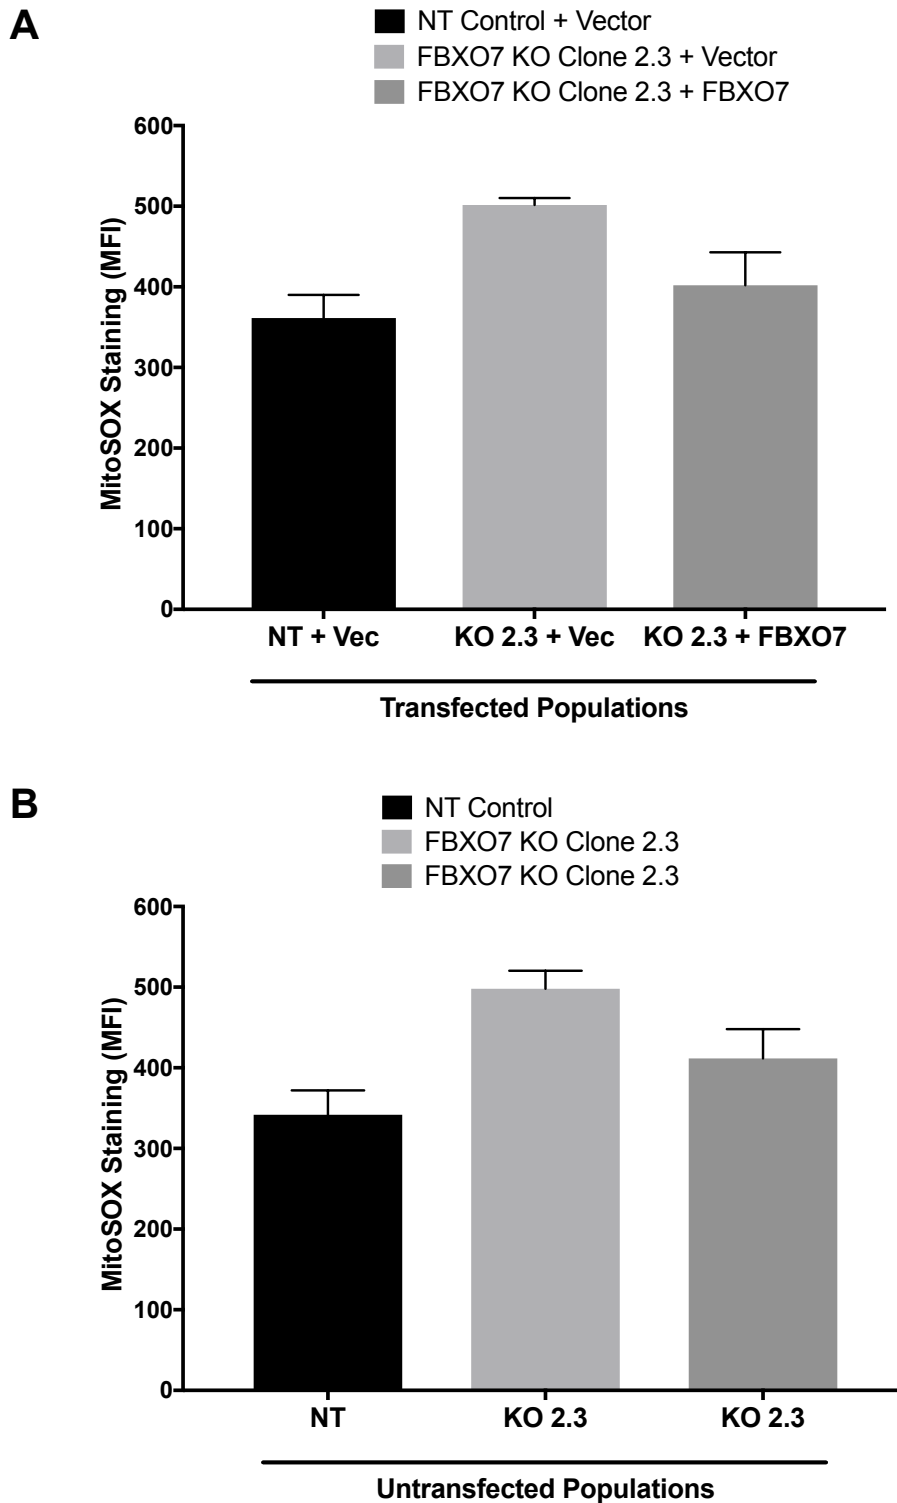 A
NT Control + Vector
FBXO7 KO Clone 2.3 + Vector
FBXO7 KO Clone 2.3 + FBXO7
600
500
400
300
200
100
0
MitoSOX Staining (MFI)
NT + Vec KO 2.3 + Vec KO 2.3 + FBXO7
Transfected Populations
B
NT Control
FBXO7 KO Clone 2.3
FBXO7 KO Clone 2.3
600
500
400
300
200
100
0
MitoSOX Staining (MFI)
NT KO 2.3 KO 2.3
Untransfected Populations